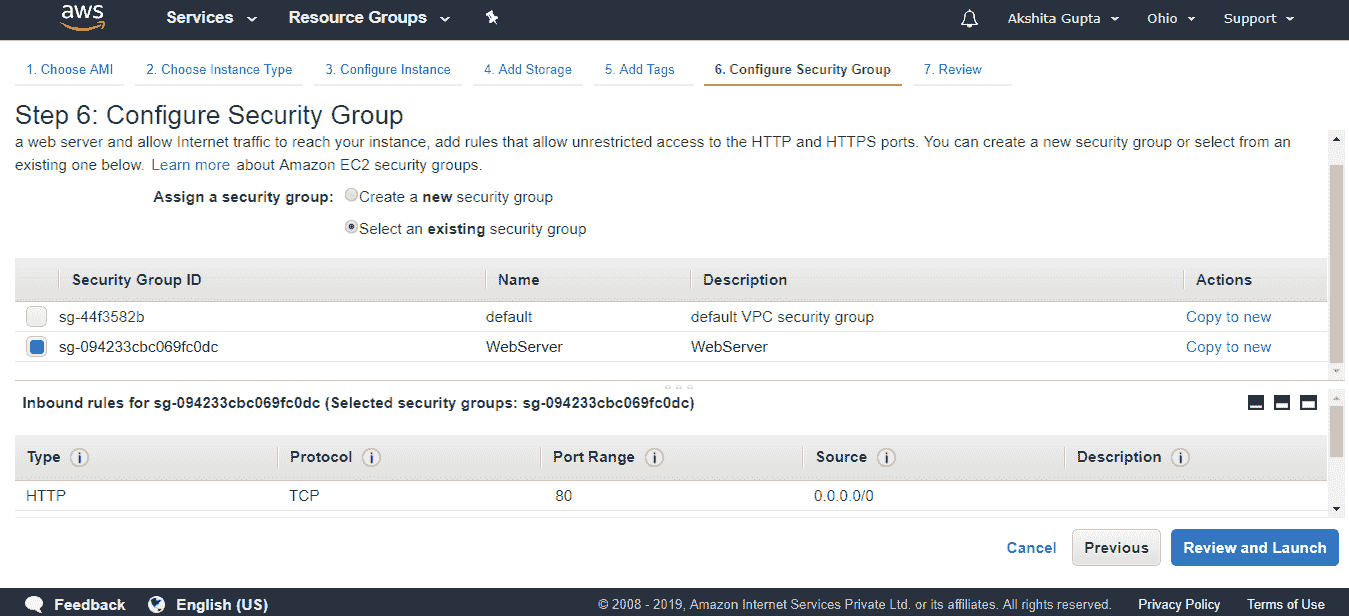 aws Services Resource Groups Akshita Gupta Ohio Support
1. Choose AMI 2. Choose Instance Type 3. Configure Instance 4. Add Storage 5. Add Tags 6. Configure Security Group 7. Review
Step 6: Configure Security Group
a web server and allow Internet traffic to reach your instance, add rules that allow unrestricted access to the HTTP and HTTPS ports. You can create a new security group or select from an
existing one below. Learn more about Amazon EC2 security groups.
Assign a security group: Create a new security group
Select an existing security group
Security Group ID Name Description Actions
sg-44f3582b default default VPC security group Copy to new
sg-094233cbc069fc0dc WebServer WebServer Copy to new
Inbound rules for sg-094233cbc069fc0dc (Selected security groups: sg-094233cbc069fc0dc)
Type i Protocol i Port Range i Source i Description i
HTTP TCP 80 0.0.0.0/0
Cancel Previous Review and Launch
Feedback English (US) © 2008 - 2019, Amazon Internet Services Private Ltd. or its affiliates. All rights reserved. Privacy Policy Terms of Use